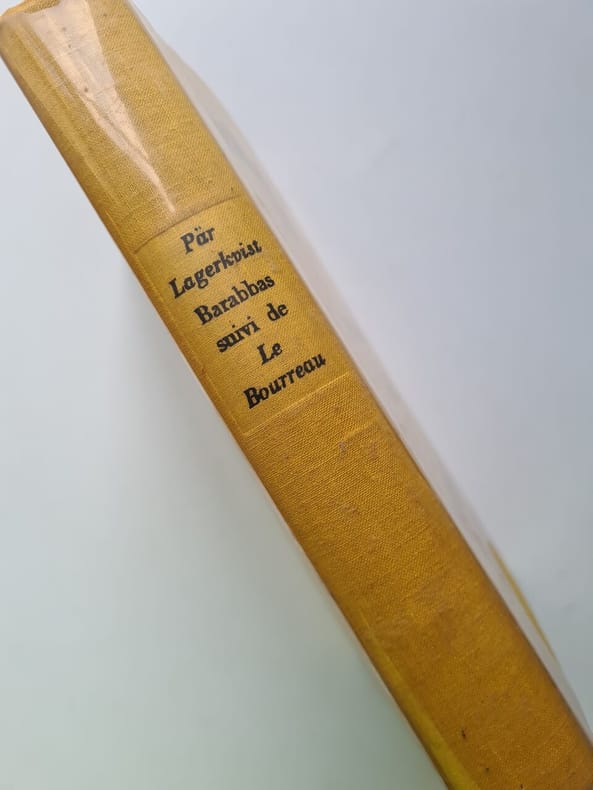 Pär
Lagerkvist
Barabbas
suivi de
Le
Bourreau